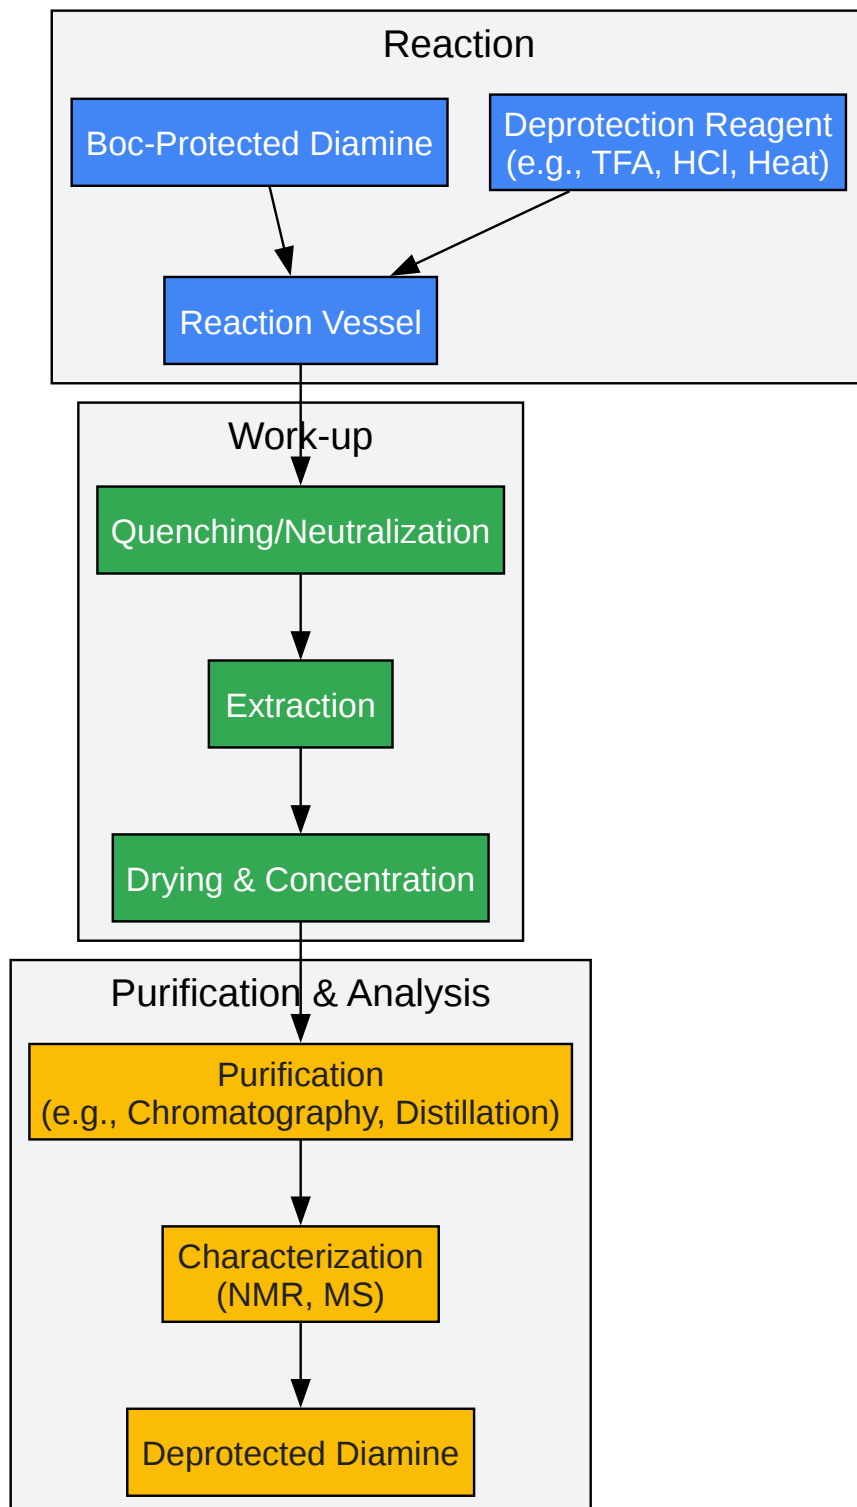 Reaction
Boc-Protected Diamine
Deprotection Reagent
(e.g., TFA, HCl, Heat)
Reaction Vessel
Work-up
Quenching/Neutralization
Extraction
Drying & Concentration
Purification & Analysis
Purification
(e.g., Chromatography, Distillation)
Characterization
(NMR, MS)
Deprotected Diamine